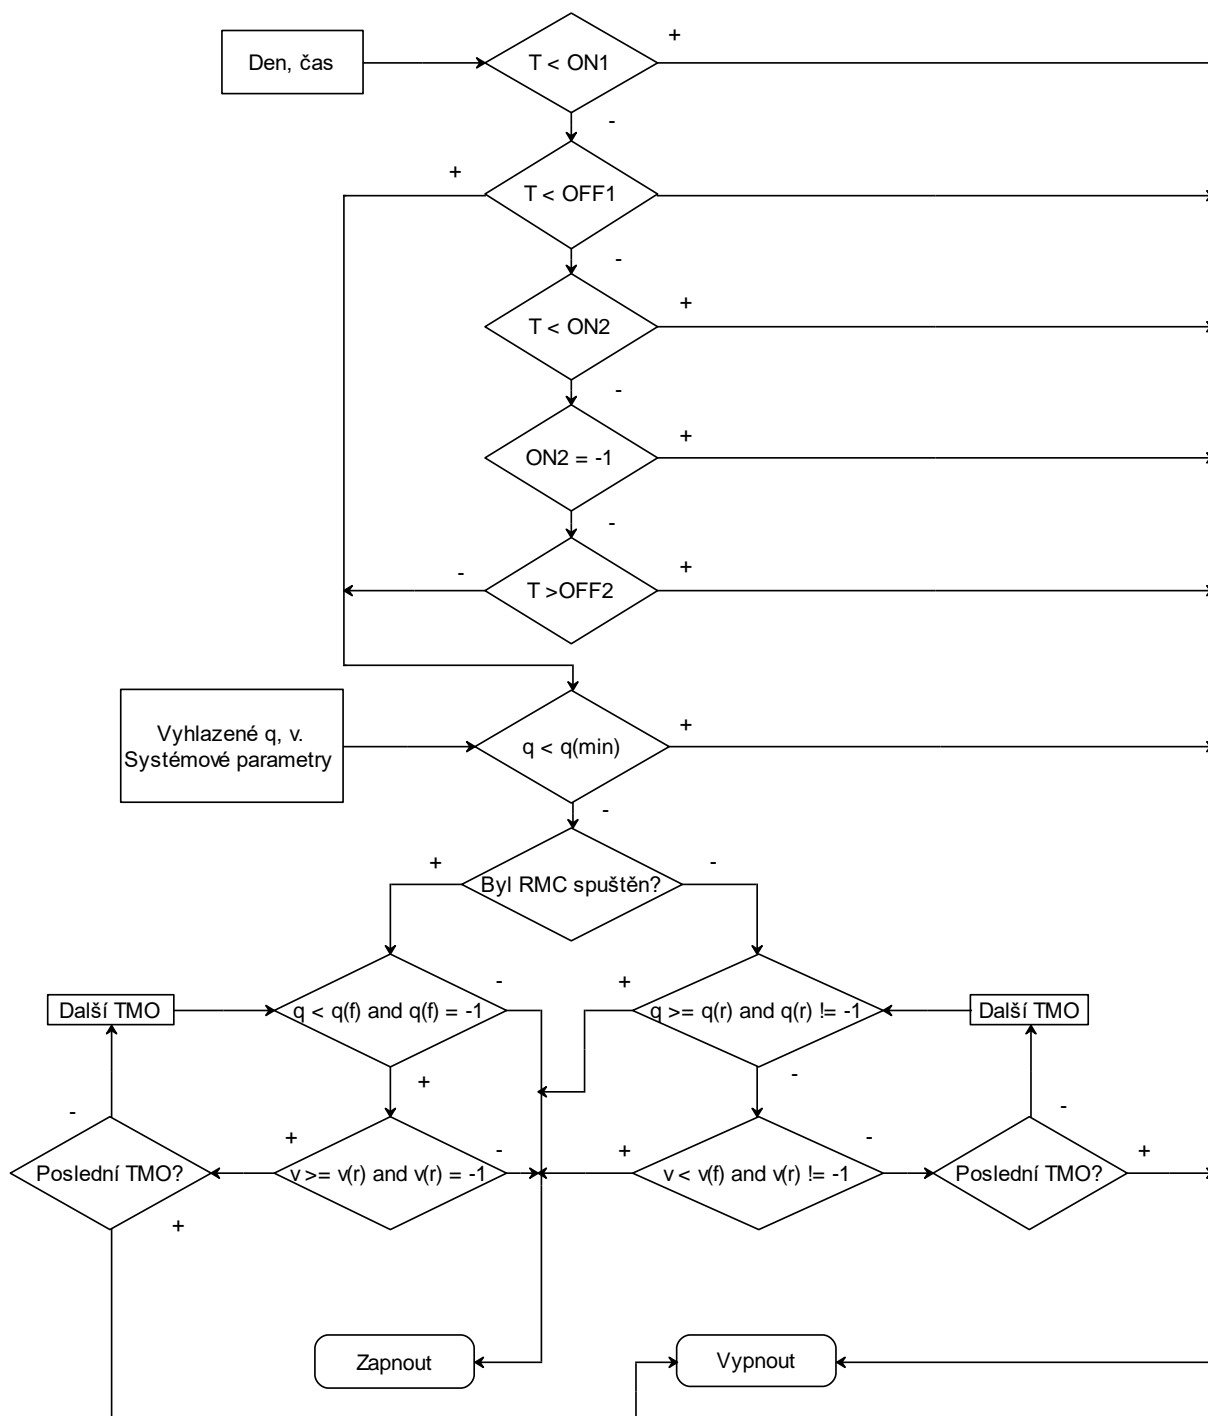 Den, čas
T < ON1
+
-
+
T < OFF1
-
T < ON2
+
-
ON2 = -1
+
-
-
T >OFF2
+
Vyhlazené q, v.
Systémové parametry
q < q(min)
+
-
+
Byl RMC spuštěn?
-
Další TMO
q < q(f) and q(f) = -1
-
+
q >= q(r) and q(r) != -1
Další TMO
+
-
-
-
Poslední TMO?
+
v >= v(r) and v(r) = -1
-
+
v < v(f) and v(r) != -1
-
Poslední TMO?
+
+
Zapnout
Vypnout